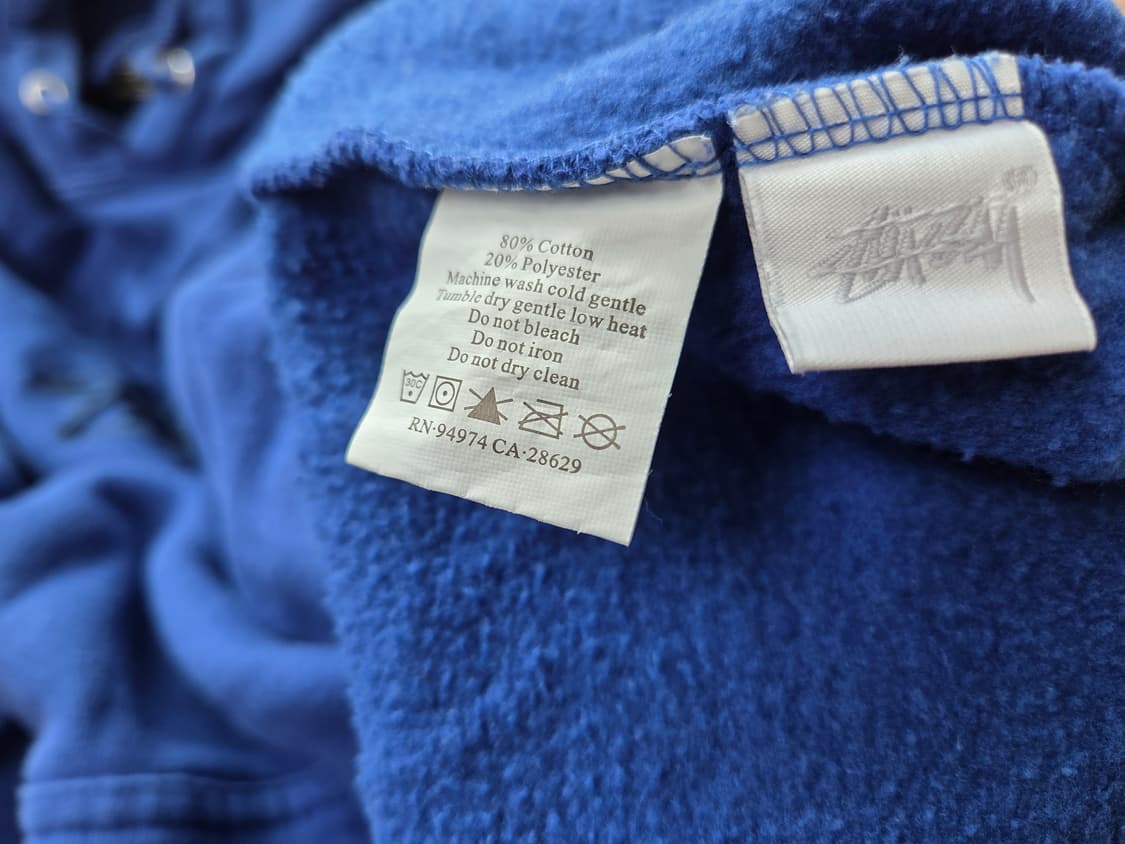 80% Cotton
20% Polyester
Machine wash cold gentle
Tumble dry gentle low heat
Do not bleach
Do not iron
Do not dry clean
30C
RN·94974 CA·28629